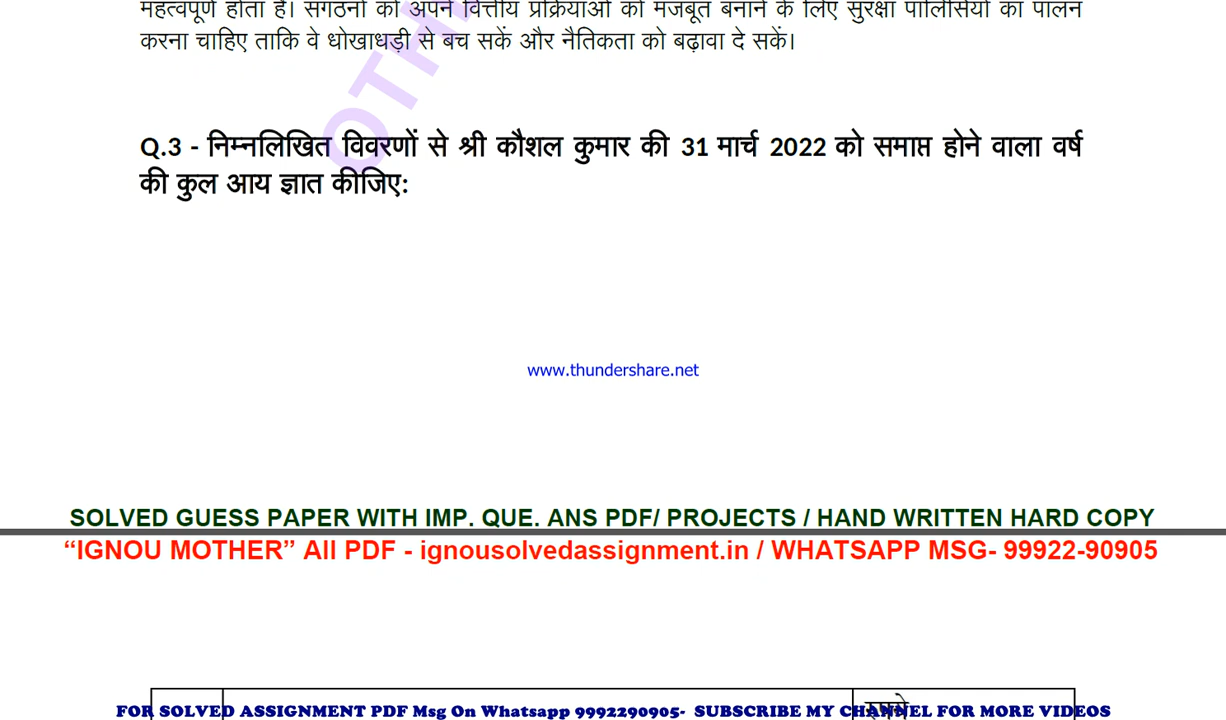 महत्वपूर्ण होता है। संगठनों को अपने वित्तीय प्रक्रियाओं को मजबूत बनाने के लिए सुरक्षा पॉलिसियों का पालन
करना चाहिए ताकि वे धोखाधड़ी से बच सकें और नैतिकता को बढ़ावा दे सकें।
OTH
Q.3 - निम्नलिखित विवरणों से श्री कौशल कुमार की 31 मार्च 2022 को समाप्त होने वाला वर्ष
की कुल आय ज्ञात कीजिए:
www.thundershare.net
SOLVED GUESS PAPER WITH IMP. QUE. ANS PDF/ PROJECTS / HAND WRITTEN HARD COPY
“IGNOU MOTHER” All PDF - ignousolvedassignment.in / WHATSAPP MSG- 99922-90905
रुपये
FOR SOLVED ASSIGNMENT PDF Msg On Whatsapp 9992290905- SUBSCRIBE MY CHANNEL FOR MORE VIDEOS